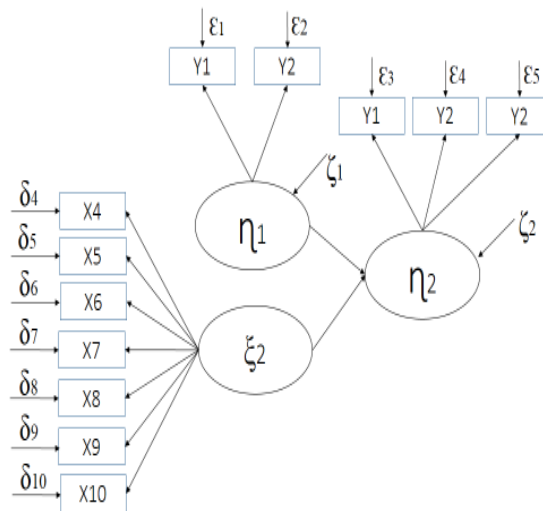 ε1 ε2
Y1 Y2
ε3 ε4 ε5
Y1 Y2 Y2
ζ1
δ4 X4
δ5 X5
η1
ζ2
η2
δ6 X6
δ7 X7
ξ2
δ8 X8
δ9 X9
δ10 X10